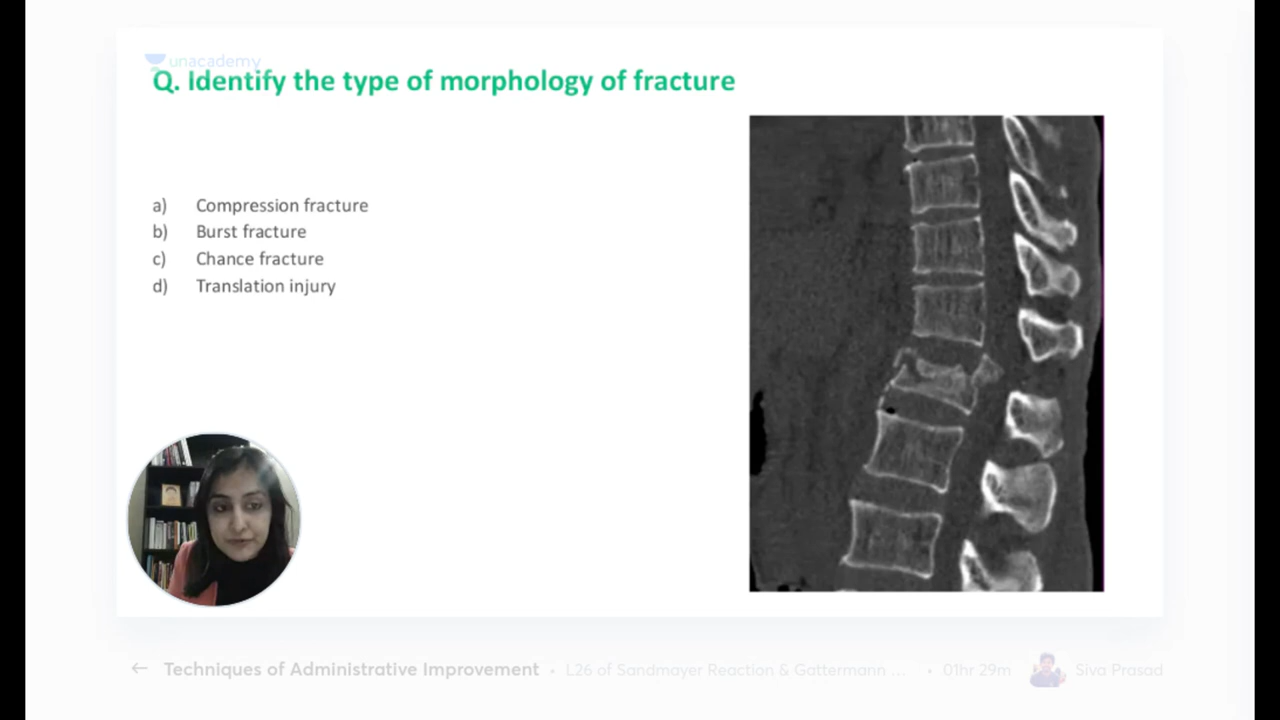 unacademy
Q. Identify the type of morphology of fracture
a) Compression fracture
b) Burst fracture
c) Chance fracture
d) Translation injury
← Techniques of Administrative Improvement • L26 of Sandmayer Reaction & Gattermann ... • 01hr 29m Siva Prasad